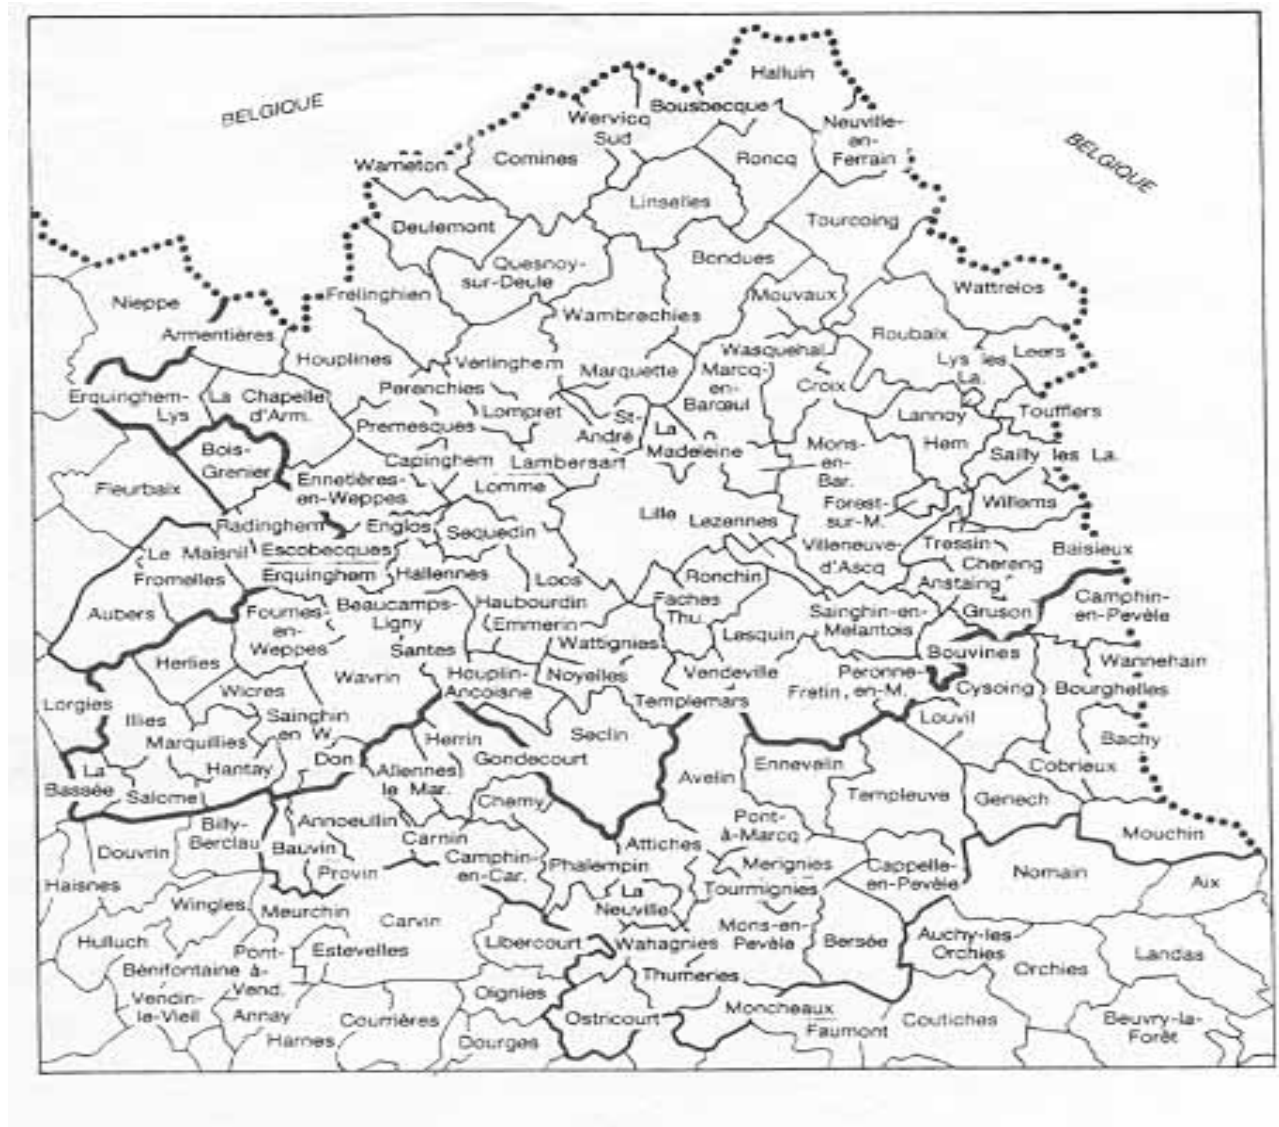 BELGIQUE
BELGIQUE
Halluin
Bousbecque
Wervicq
Sud
Neuville-
en-
Ferrain
Warneton
Comines
Roncq
Linselles
Tourcoing
Deulemont
Quesnoy-
sur-Deule
Bondues
Frelinghien
Mouvaux
Wattrelos
Nieppe
Armentières
Wambrechies
Roubaix
Houplines
Verlinghem
Marquette
Wasquehal
Marcq-
en-
Barœul
Croix
Lys les
La.
Leers
Erquinghem-
Lys
La Chapelle
d'Arm.
Perenchies
Lompret
Premesques
St-
André
La
Madeleine
Lannoy
Toufflers
Hem
Sailly les La.
Bois-
Grenier
Capinghem
Lambersart
Mons-
en-
Bar.
Fleurbaix
Ennetières-
en-Weppes
Lomme
Forest-
sur-M.
Willems
Lille
Lezennes
Radinghem
Englos
Sequedin
Le Maisnil
Escobecques
Villeneuve-
d'Ascq
Tressin
Baisieux
Chereng
Fromelles
Erquinghem
Hallennes
Loos
Ronchin
Anstaing
Aubers
Fournes
en-
Weppes
Beaucamps-
Ligny
Haubourdin
Emmerin
Faches
Thu.
Sainghin-en-
Melantois
Gruson
Camphin-
en-Pevèle
Lesquin
Wattignies
Santes
Bouvines
Herlies
Wavrin
Houplin-
Ancoisne
Noyelles
Vendeville
Peronne-
en-M.
Fretin
Wannehain
Cysoing
Bourghelles
Wicres
Templemars
Lorgies
Illies
Sainghin
en W.
Louvil
Marquillies
Seclin
Herrin
Bachy
Hantay
Don
Gondecourt
Allennes
le Mar.
Avelin
Ennevelin
Cobrieux
La
Bassée
Salome
Chemy
Templeuve
Genech
Billy-
Berclau
Annoeullin
Pont-
à-Marcq
Mouchin
Douvrin
Bauvin
Carnin
Attiches
Provin
Camphin-
en-Car.
Phalempin
Merignies
Cappelle-
en-Pevèle
Nomain
Aix
Haisnes
La
Neuville
Tourmignies
Wingles
Meurchin
Carvin
Mons-en-
Pevèle
Bersée
Auchy-les-
Orchies
Hulluch
Pont-
à-
Vend.
Estevelles
Libercourt
Wahagnies
Landas
Orchies
Bénifontaine
Thumeries
Vendin-
le-Vieil
Annay
Oignies
Moncheaux
Ostricourt
Courrières
Faumont
Coutiches
Beuvry-la-
Forêt
Harnes
Dourges